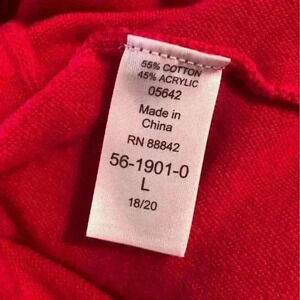 55% COTTON
45% ACRYLIC
05642
Made in
China
RN 88842
56-1901-0
L
18/20